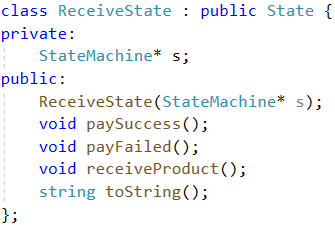 class ReceiveState : public State {
private:
    StateMachine* s;
public:
    ReceiveState(StateMachine* s);
    void paySuccess();
    void payFailed();
    void receiveProduct();
    string toString();
};